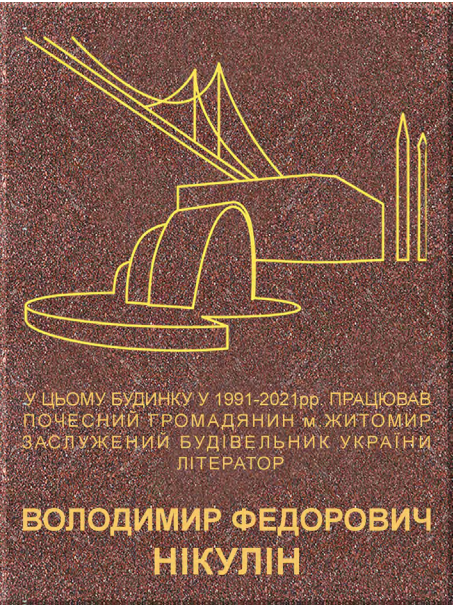 У ЦЬОМУ БУДИНКУ У 1991-2021рр. ПРАЦЮВАВ
ПОЧЕСНИЙ ГРОМАДЯНИН м. ЖИТОМИР
ЗАСЛУЖЕНИЙ БУДІВЕЛЬНИК УКРАЇНИ
ЛІТЕРАТОР
ВОЛОДИМИР ФЕДОРОВИЧ
НІКУЛІН